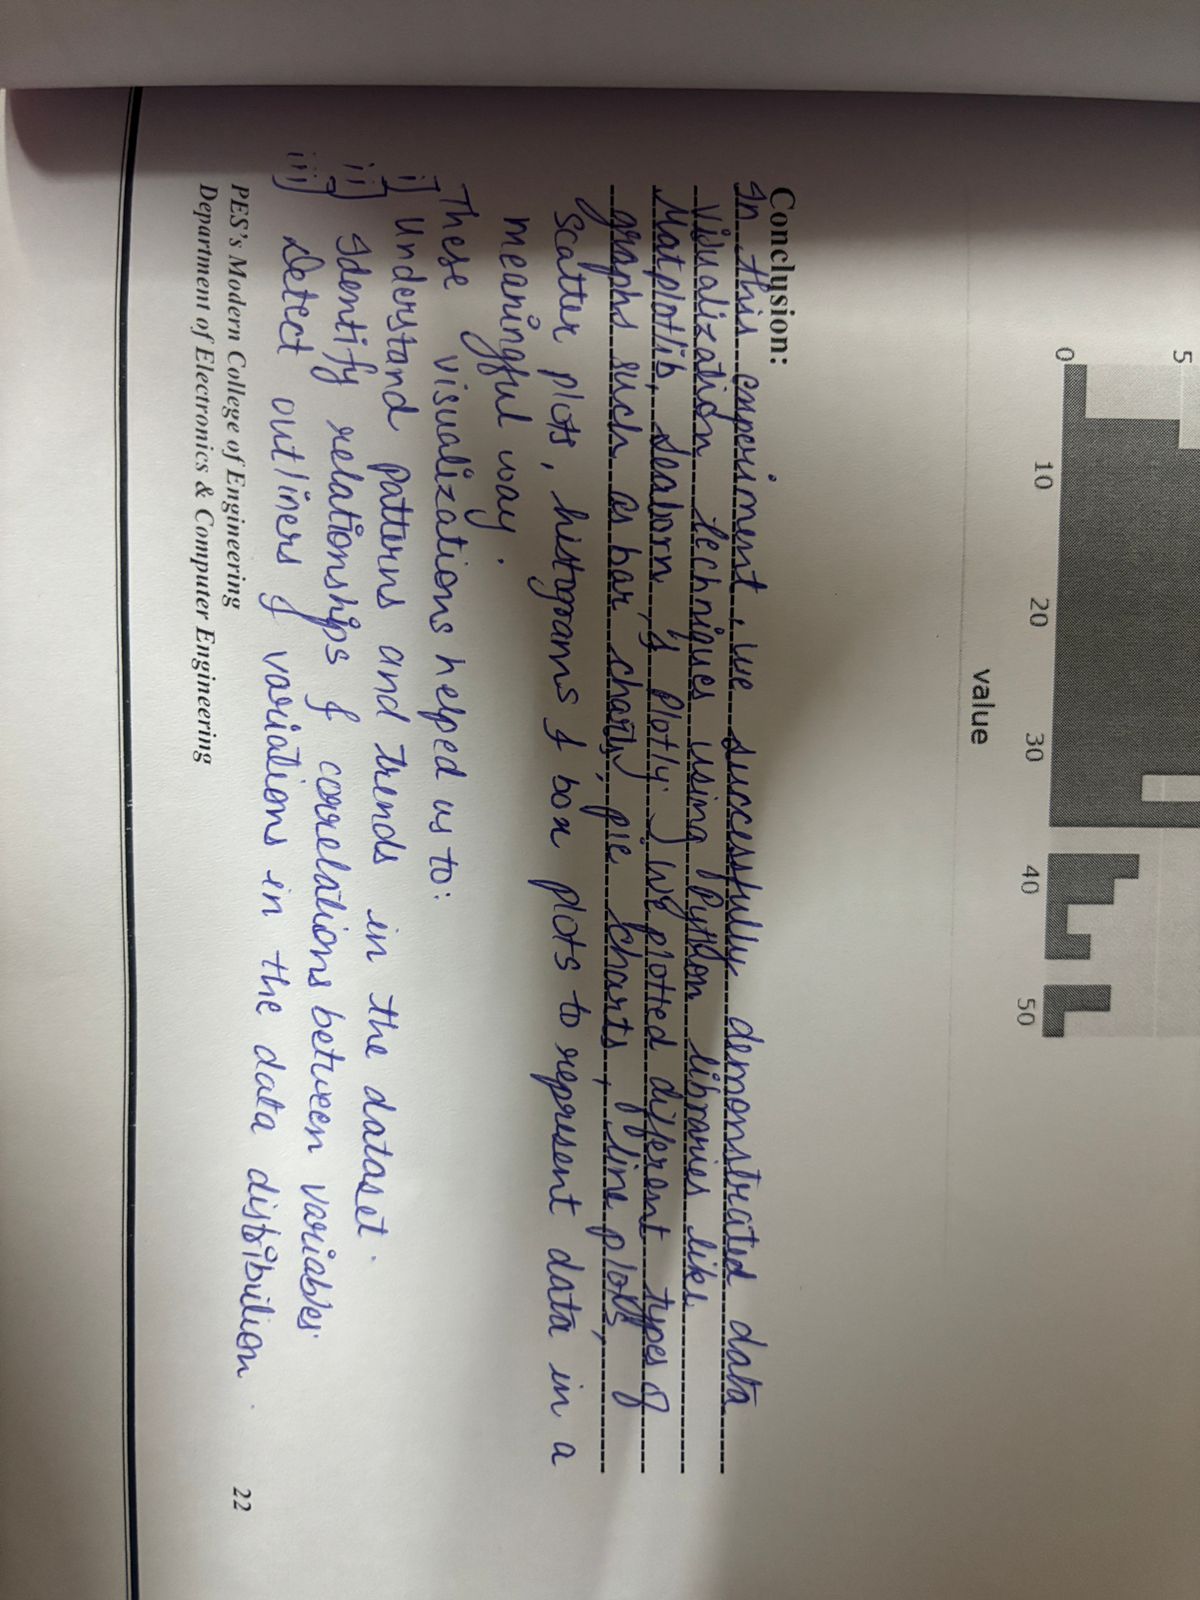 5
0
10 20 30 40 50
value
Conclusion:
In this experiment, we successfully demonstrated data
visualization techniques using Python libraries like
Matplotlib, Seaborn, & Plotly. we plotted different types of
graphs such as bar, charts, pie charts, line plots,
scatter plots, histograms & box plots to represent data in a
meaningful way.
These visualizations helped us to:
i] Understand patterns and trends in the dataset.
ii] Identify relationships & correlations between variables
iii] Detect outliners & variations in the data distribution.
PES's Modern College of Engineering 22
Department of Electronics & Computer Engineering